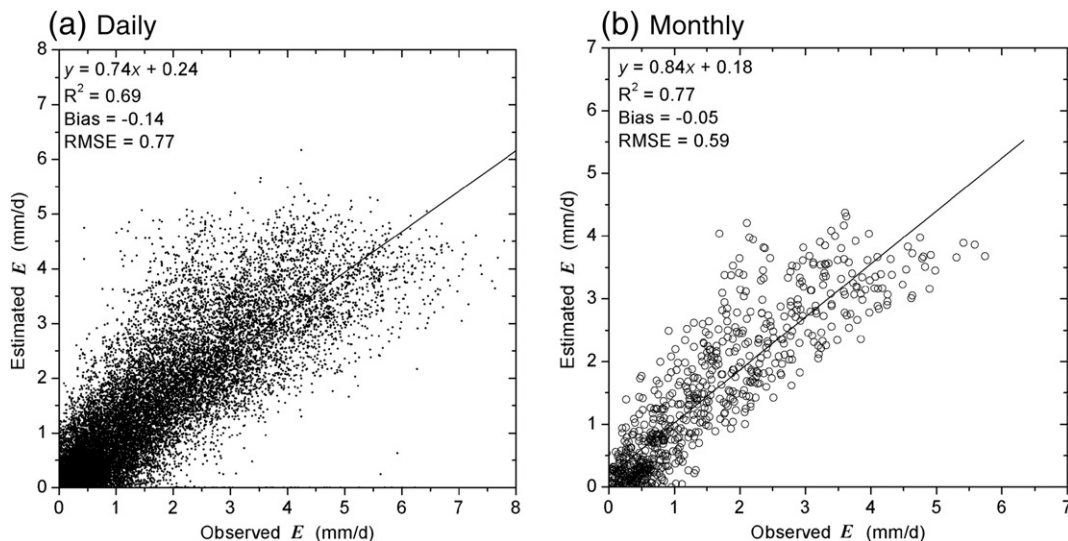 (a) Daily
y = 0.74x + 0.24
R² = 0.69
Bias = -0.14
RMSE = 0.77
8
7
6
5
4
3
2
1
0
Estimated E (mm/d)
0 1 2 3 4 5 6 7 8
Observed E (mm/d)
(b) Monthly
y = 0.84x + 0.18
R² = 0.77
Bias = -0.05
RMSE = 0.59
7
6
5
4
3
2
1
0
Estimated E (mm/d)
0 1 2 3 4 5 6 7
Observed E (mm/d)